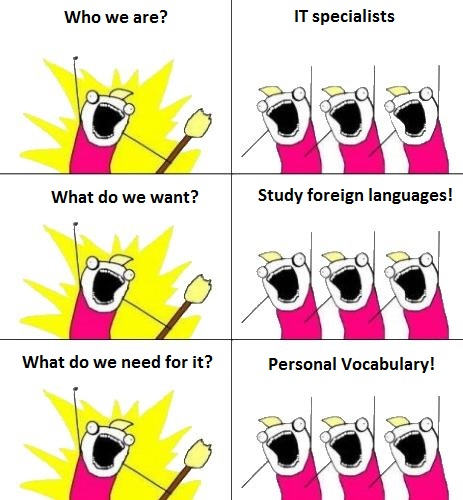 Who we are?
IT specialists
What do we want?
Study foreign languages!
What do we need for it?
Personal Vocabulary!